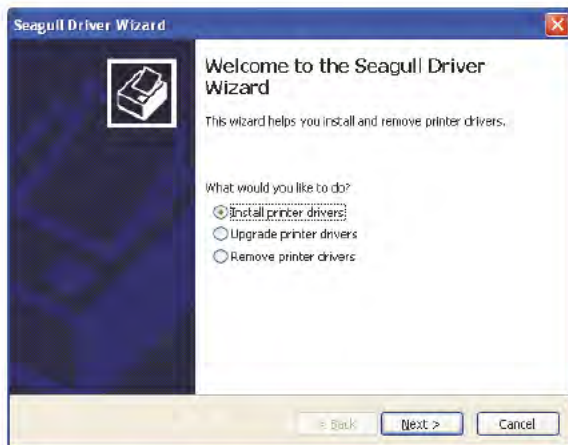 Seagull Driver Wizard
Welcome to the Seagull Driver
Wizard
This wizard helps you install and remove printer drivers.
What would you like to do?
Install printer drivers
Upgrade printer drivers
Remove printer drivers
< Back Next > Cancel